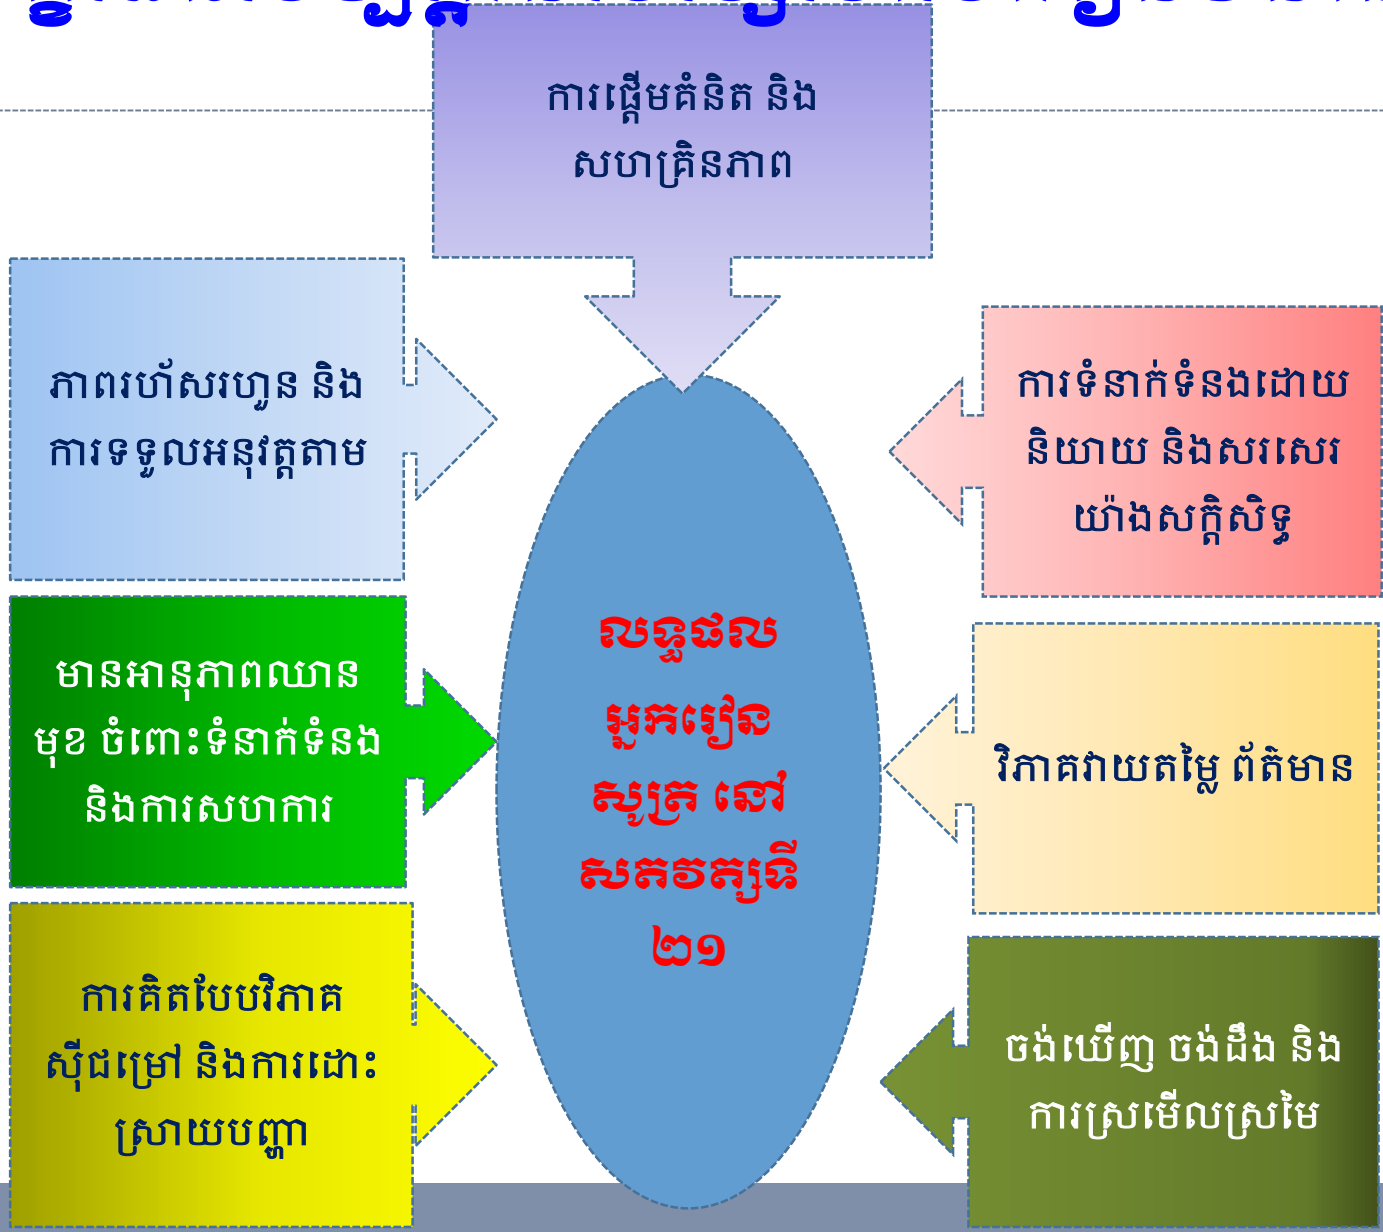 ការផ្តើមគំនិត និង
សហគ្រិនភាព
ភាពរហ័សរហួន និង
ការទទួលអនុវត្តតាម
ការទំនាក់ទំនងដោយ
និយាយ និងសរសេរ
យ៉ាងសក្តិសិទ្ធ
មានអានុភាពឈាន
មុខ ចំពោះទំនាក់ទំនង
និងការសហការ
លទ្ធផល
អ្នករៀន
សូត្រ នៅ
សតវត្សទី
២១
វិភាគវាយតម្លៃ ព័ត៌មាន
ការគិតបែបវិភាគ
ស៊ីជម្រៅ និងការដោះ
ស្រាយបញ្ហា
ចង់ឃើញ ចង់ដឹង និង
ការស្រមើលស្រមៃ